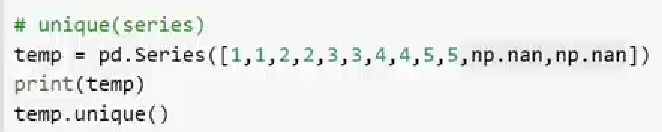 # unique(series)
temp = pd.Series([1,1,2,2,3,3,4,4,5,5,np.nan,np.nan])
print(temp)
temp.unique()